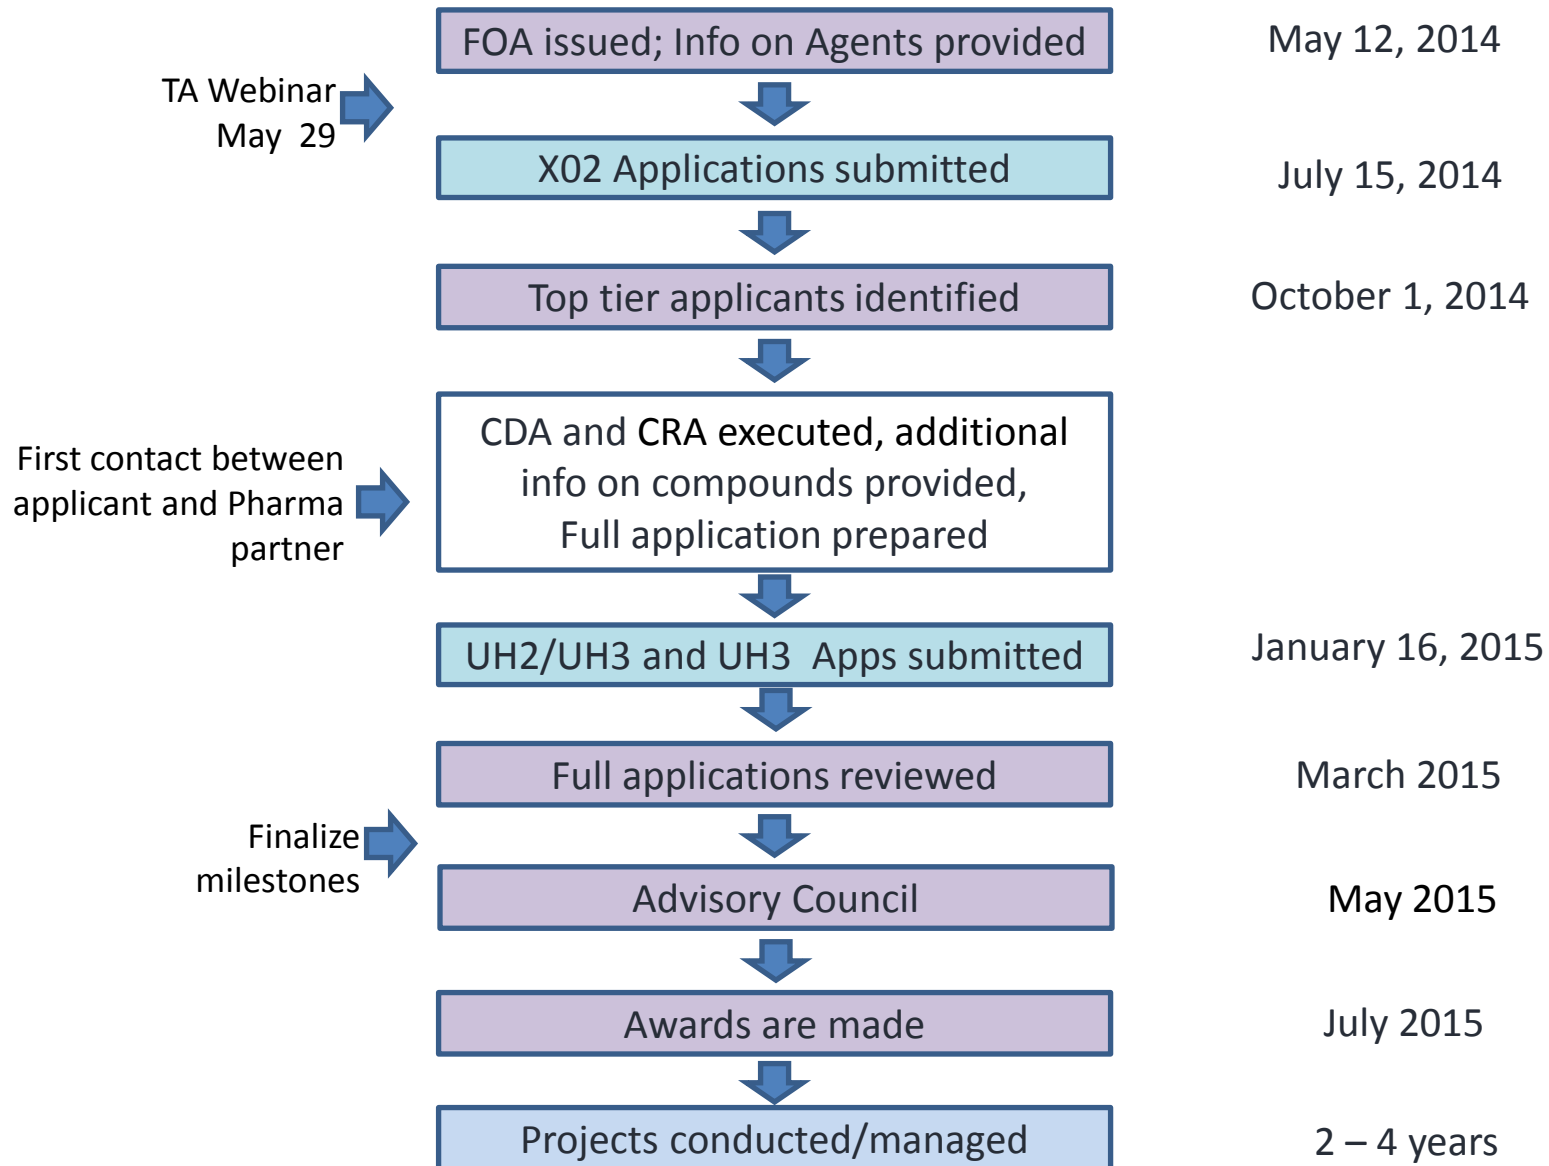 FOA issued; Info on Agents provided
May 12, 2014
TA Webinar
May 29
X02 Applications submitted
July 15, 2014
Top tier applicants identified
October 1, 2014
First contact between
applicant and Pharma
partner
CDA and CRA executed, additional
info on compounds provided,
Full application prepared
UH2/UH3 and UH3 Apps submitted
January 16, 2015
Full applications reviewed
March 2015
Finalize
milestones
Advisory Council
May 2015
Awards are made
July 2015
Projects conducted/managed
2 – 4 years